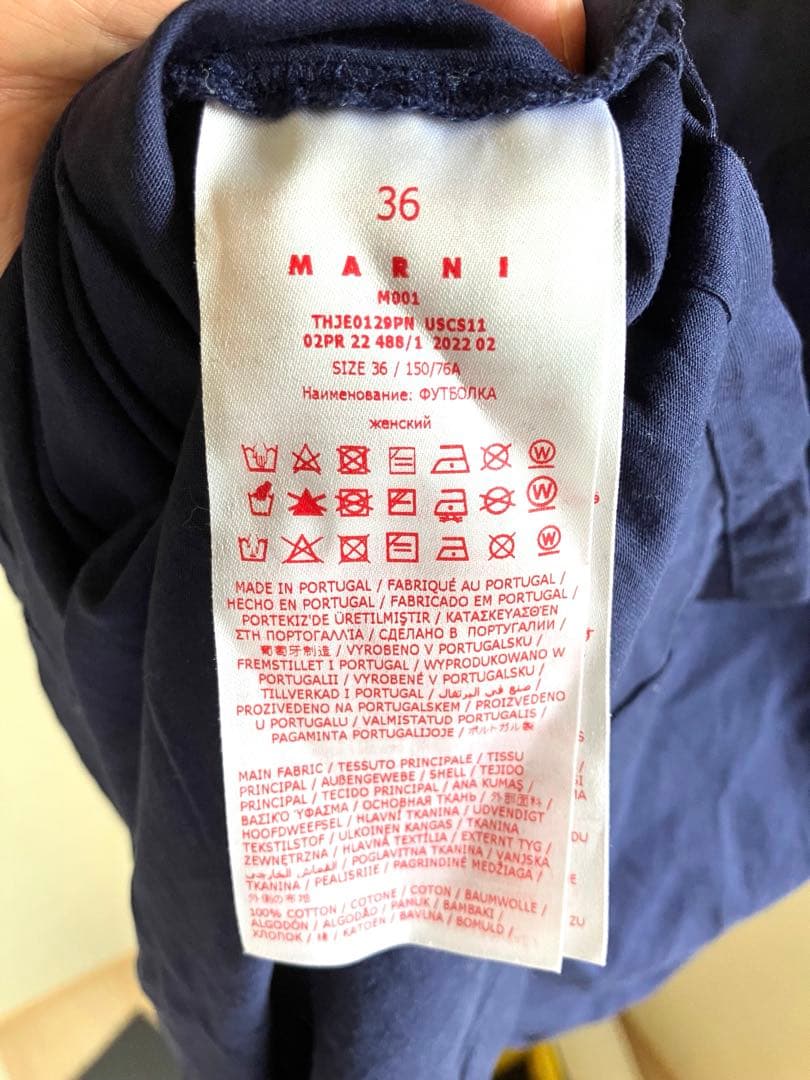 36
MARNI
M001
THJE0129PN USCS11
02PR 22 488/1 2022 02
SIZE 36 / 150/76A
Наименование: ФУТБОЛКА
женский
W
W
W
MADE IN PORTUGAL / FABRIQUÉ AU PORTUGAL /
HECHO EN PORTUGAL / FABRICADO EM PORTUGAL /
PORTEKIZ'DE ÜRETILMIŞTIR / ΚΑΤΑΣΚΕΥΑΣΘΕΝ
ΣΤΗ ΠΟΡΤΟΓΑΛΛΙΑ / СДЕЛАНО В ПОРТУГАЛИИ /
葡萄牙制造 / VYROBENO V PORTUGALSKU /
FREMSTILLET I PORTUGAL / WYPRODUKOWANO W
PORTUGALII / VYROBENÉ V PORTUGALSKU /
TILLVERKAD I PORTUGAL / صنع في البرتغال /
PROIZVEDENO NA PORTUGALSKEM / PROIZVEDENO
U PORTUGALU / VALMISTATUD PORTUGALIS /
PAGAMINTA PORTUGALIJOJE / ポルトガル製
MAIN FABRIC / TESSUTO PRINCIPALE / TISSU
PRINCIPAL / AUßENGEWEBE / SHELL / TEJIDO
PRINCIPAL / TECIDO PRINCIPAL / ANA KUMAŞ /
ΒΑΣΙΚΌ ΎΦΑΣΜΑ / ОСНОВНАЯ ТКАНЬ / 外部面料 /
HOOFDWEEFSEL / HLAVNÍ TKANINA / UDVENDIGT
TEKSTILSTOF / ULKOINEN KANGAS / TKANINA
ZEWNĘTRZNA / HLAVNÁ TEXTÍLIA / EXTERNT TYG /
القماش الخارجي / POGLAVITNA TKANINA / VANJSKA
TKANINA / PEALISRIIE / PAGRINDINĖ MEDŽIAGA /
外側の布地
100% COTTON / COTONE / COTON / BAUMWOLLE /
ALGODÓN / ALGODÃO / PAMUK / ΒΑΜΒΑΚΙ /
ХЛОПОК / 棉 / KATOEN / BAVLNA / BOMULD /